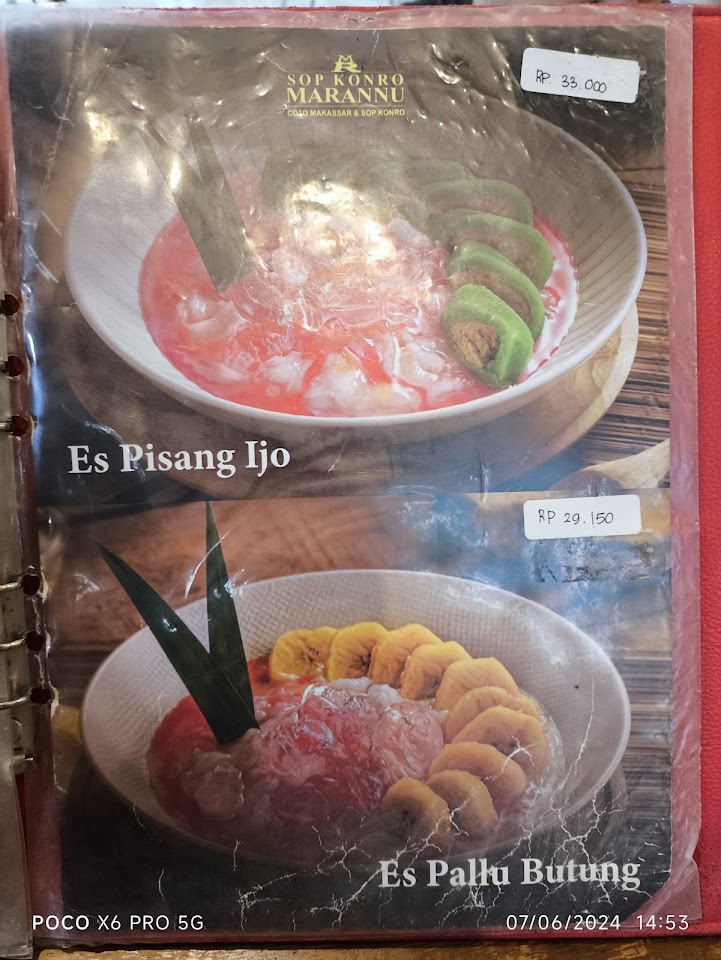 SOP KONRO
MARANNU
COTO MAKASSAR & SOP KONRO
RP. 33.000
Es Pisang Ijo
RP 29.150
Es Pallu Butung
POCO X6 PRO 5G
07/06/2024 14:53